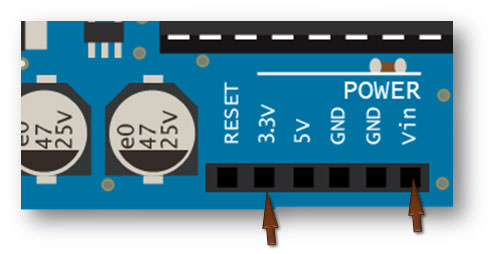 e0
47
25V
e0
47
25V
POWER
RESET
3.3V
5V
GND
GND
Vin